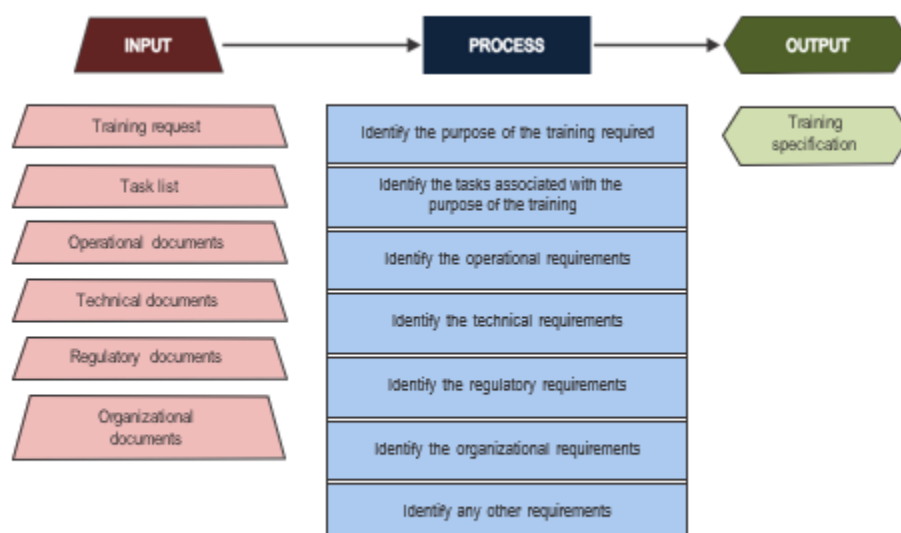 INPUT
PROCESS
OUTPUT
Training request
Task list
Operational documents
Technical documents
Regulatory documents
Organizational
documents
Identify the purpose of the training required
Identify the tasks associated with the
purpose of the training
Identify the operational requirements
Identify the technical requirements
Identify the regulatory requirements
Identify the organizational requirements
Identify any other requirements
Training
specification